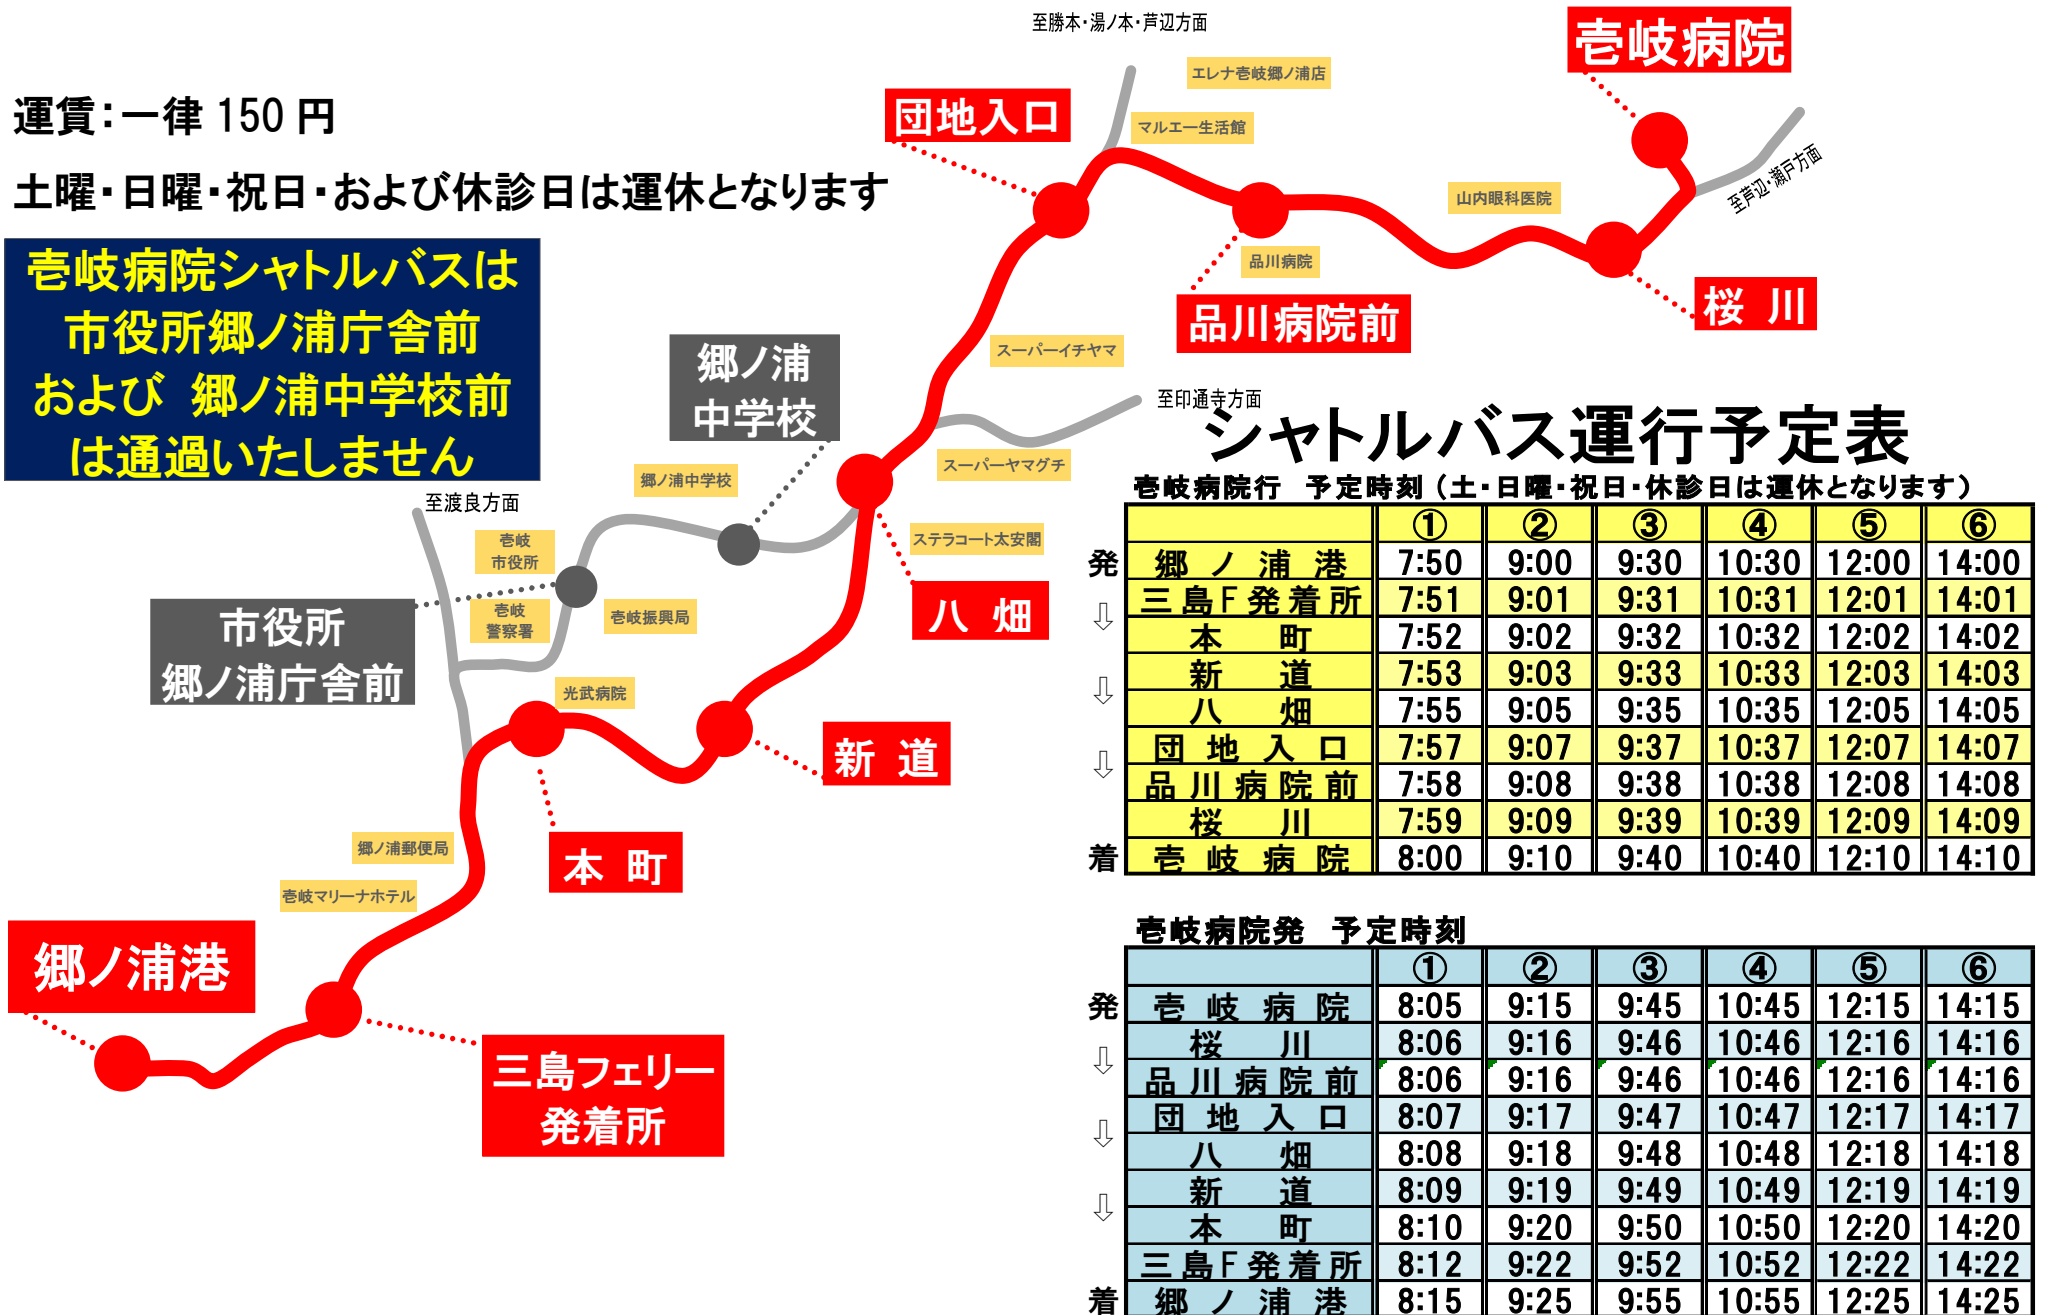 運賃：一律 150 円
土曜・日曜・祝日・および休診日は運休となります
壱岐病院シャトルバスは
市役所郷ノ浦庁舎前
および 郷ノ浦中学校前
は通過いたしません
至勝本・湯ノ本・芦辺方面
エレナ壱岐郷ノ浦店
マルエー生活館
団地入口
壱岐病院
至芦辺・瀬戸方面
山内眼科医院
品川病院
品川病院前
桜 川
スーパーイチヤマ
至印通寺方面
郷ノ浦
中学校
郷ノ浦中学校
スーパーヤマグチ
ステラコート太安閣
八 畑
至渡良方面
壱岐
市役所
壱岐
警察署
壱岐振興局
市役所
郷ノ浦庁舎前
光武病院
新 道
本 町
郷ノ浦郵便局
壱岐マリーナホテル
郷ノ浦港
三島フェリー
発着所
シャトルバス運行予定表
壱岐病院行 予定時刻（土・日曜・祝日・休診日は運休となります）
① ② ③ ④ ⑤ ⑥
発 郷ノ浦港 7:50 9:00 9:30 10:30 12:00 14:00
三島F発着所 7:51 9:01 9:31 10:31 12:01 14:01
⇩
本町 7:52 9:02 9:32 10:32 12:02 14:02
新道 7:53 9:03 9:33 10:33 12:03 14:03
⇩
八畑 7:55 9:05 9:35 10:35 12:05 14:05
団地入口 7:57 9:07 9:37 10:37 12:07 14:07
⇩
品川病院前 7:58 9:08 9:38 10:38 12:08 14:08
桜川 7:59 9:09 9:39 10:39 12:09 14:09
着 壱岐病院 8:00 9:10 9:40 10:40 12:10 14:10
壱岐病院発 予定時刻
① ② ③ ④ ⑤ ⑥
発 壱岐病院 8:05 9:15 9:45 10:45 12:15 14:15
桜川 8:06 9:16 9:46 10:46 12:16 14:16
⇩
品川病院前 8:06 9:16 9:46 10:46 12:16 14:16
団地入口 8:07 9:17 9:47 10:47 12:17 14:17
⇩
八畑 8:08 9:18 9:48 10:48 12:18 14:18
新道 8:09 9:19 9:49 10:49 12:19 14:19
⇩
本町 8:10 9:20 9:50 10:50 12:20 14:20
三島F発着所 8:12 9:22 9:52 10:52 12:22 14:22
着 郷ノ浦港 8:15 9:25 9:55 10:55 12:25 14:25